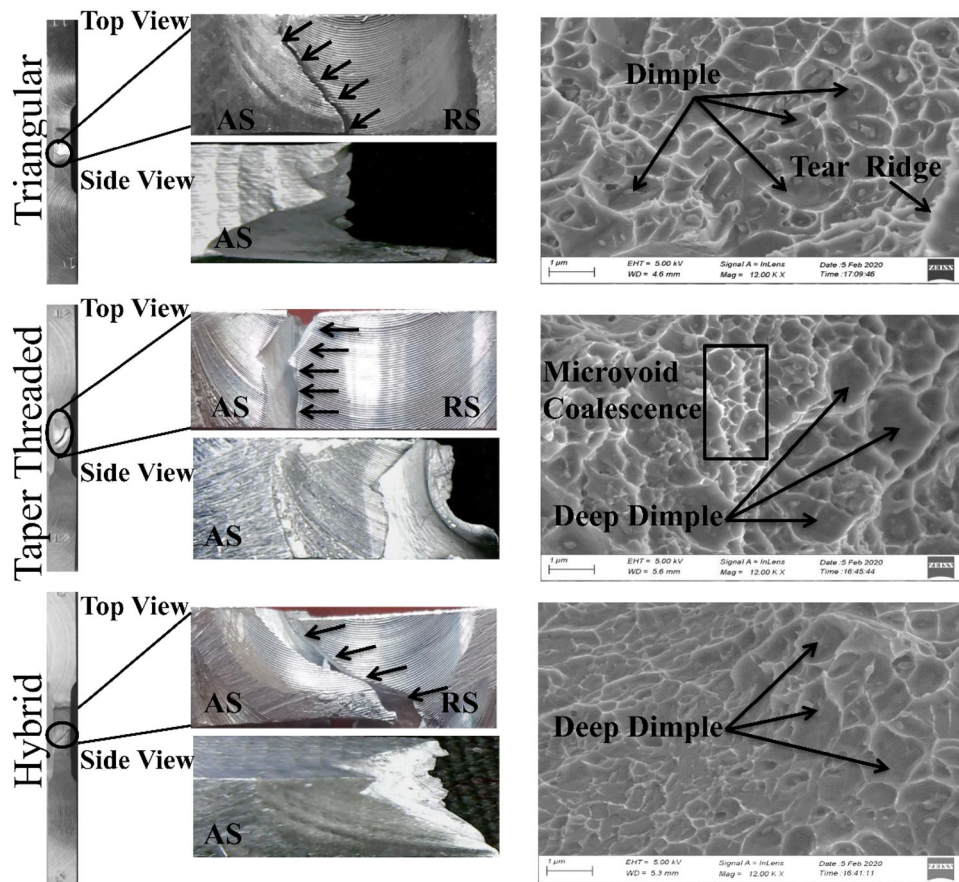 Triangular
Top View
AS
RS
Side View
AS
Dimple
Tear Ridge
1 µm
EHT = 5.00 kV
WD = 4.6 mm
Signal A = InLens
Mag = 12.00 K X
Date :5 Feb 2020
Time :17:09:46
ZEISS
Taper Threaded
Top View
AS
RS
Side View
AS
Microvoid
Coalescence
Deep Dimple
1 µm
EHT = 5.00 kV
WD = 5.6 mm
Signal A = InLens
Mag = 12.00 K X
Date :5 Feb 2020
Time :16:45:44
ZEISS
Hybrid
Top View
AS
RS
Side View
AS
Deep Dimple
1 µm
EHT = 5.00 kV
WD = 5.3 mm
Signal A = InLens
Mag = 12.00 K X
Date :5 Feb 2020
Time :16:41:11
ZEISS